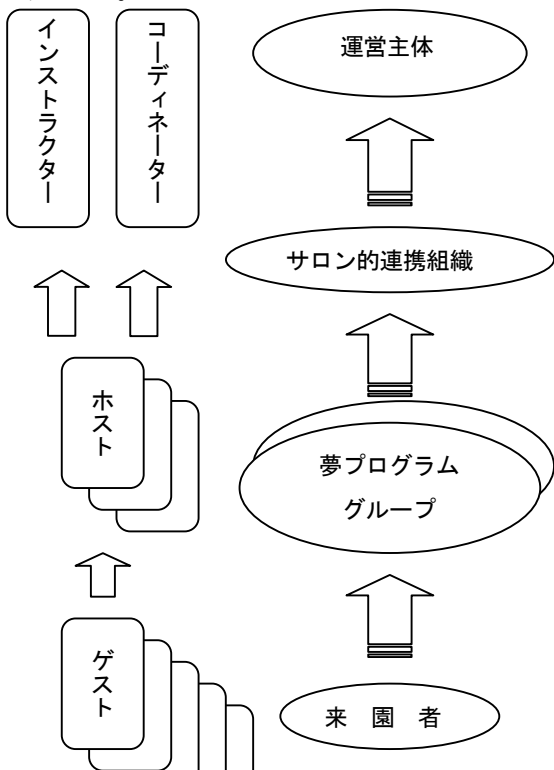 インストラクター
コーディネーター
運営主体
サロン的連携組織
ホスト
夢プログラム
グループ
ゲスト
来 園 者